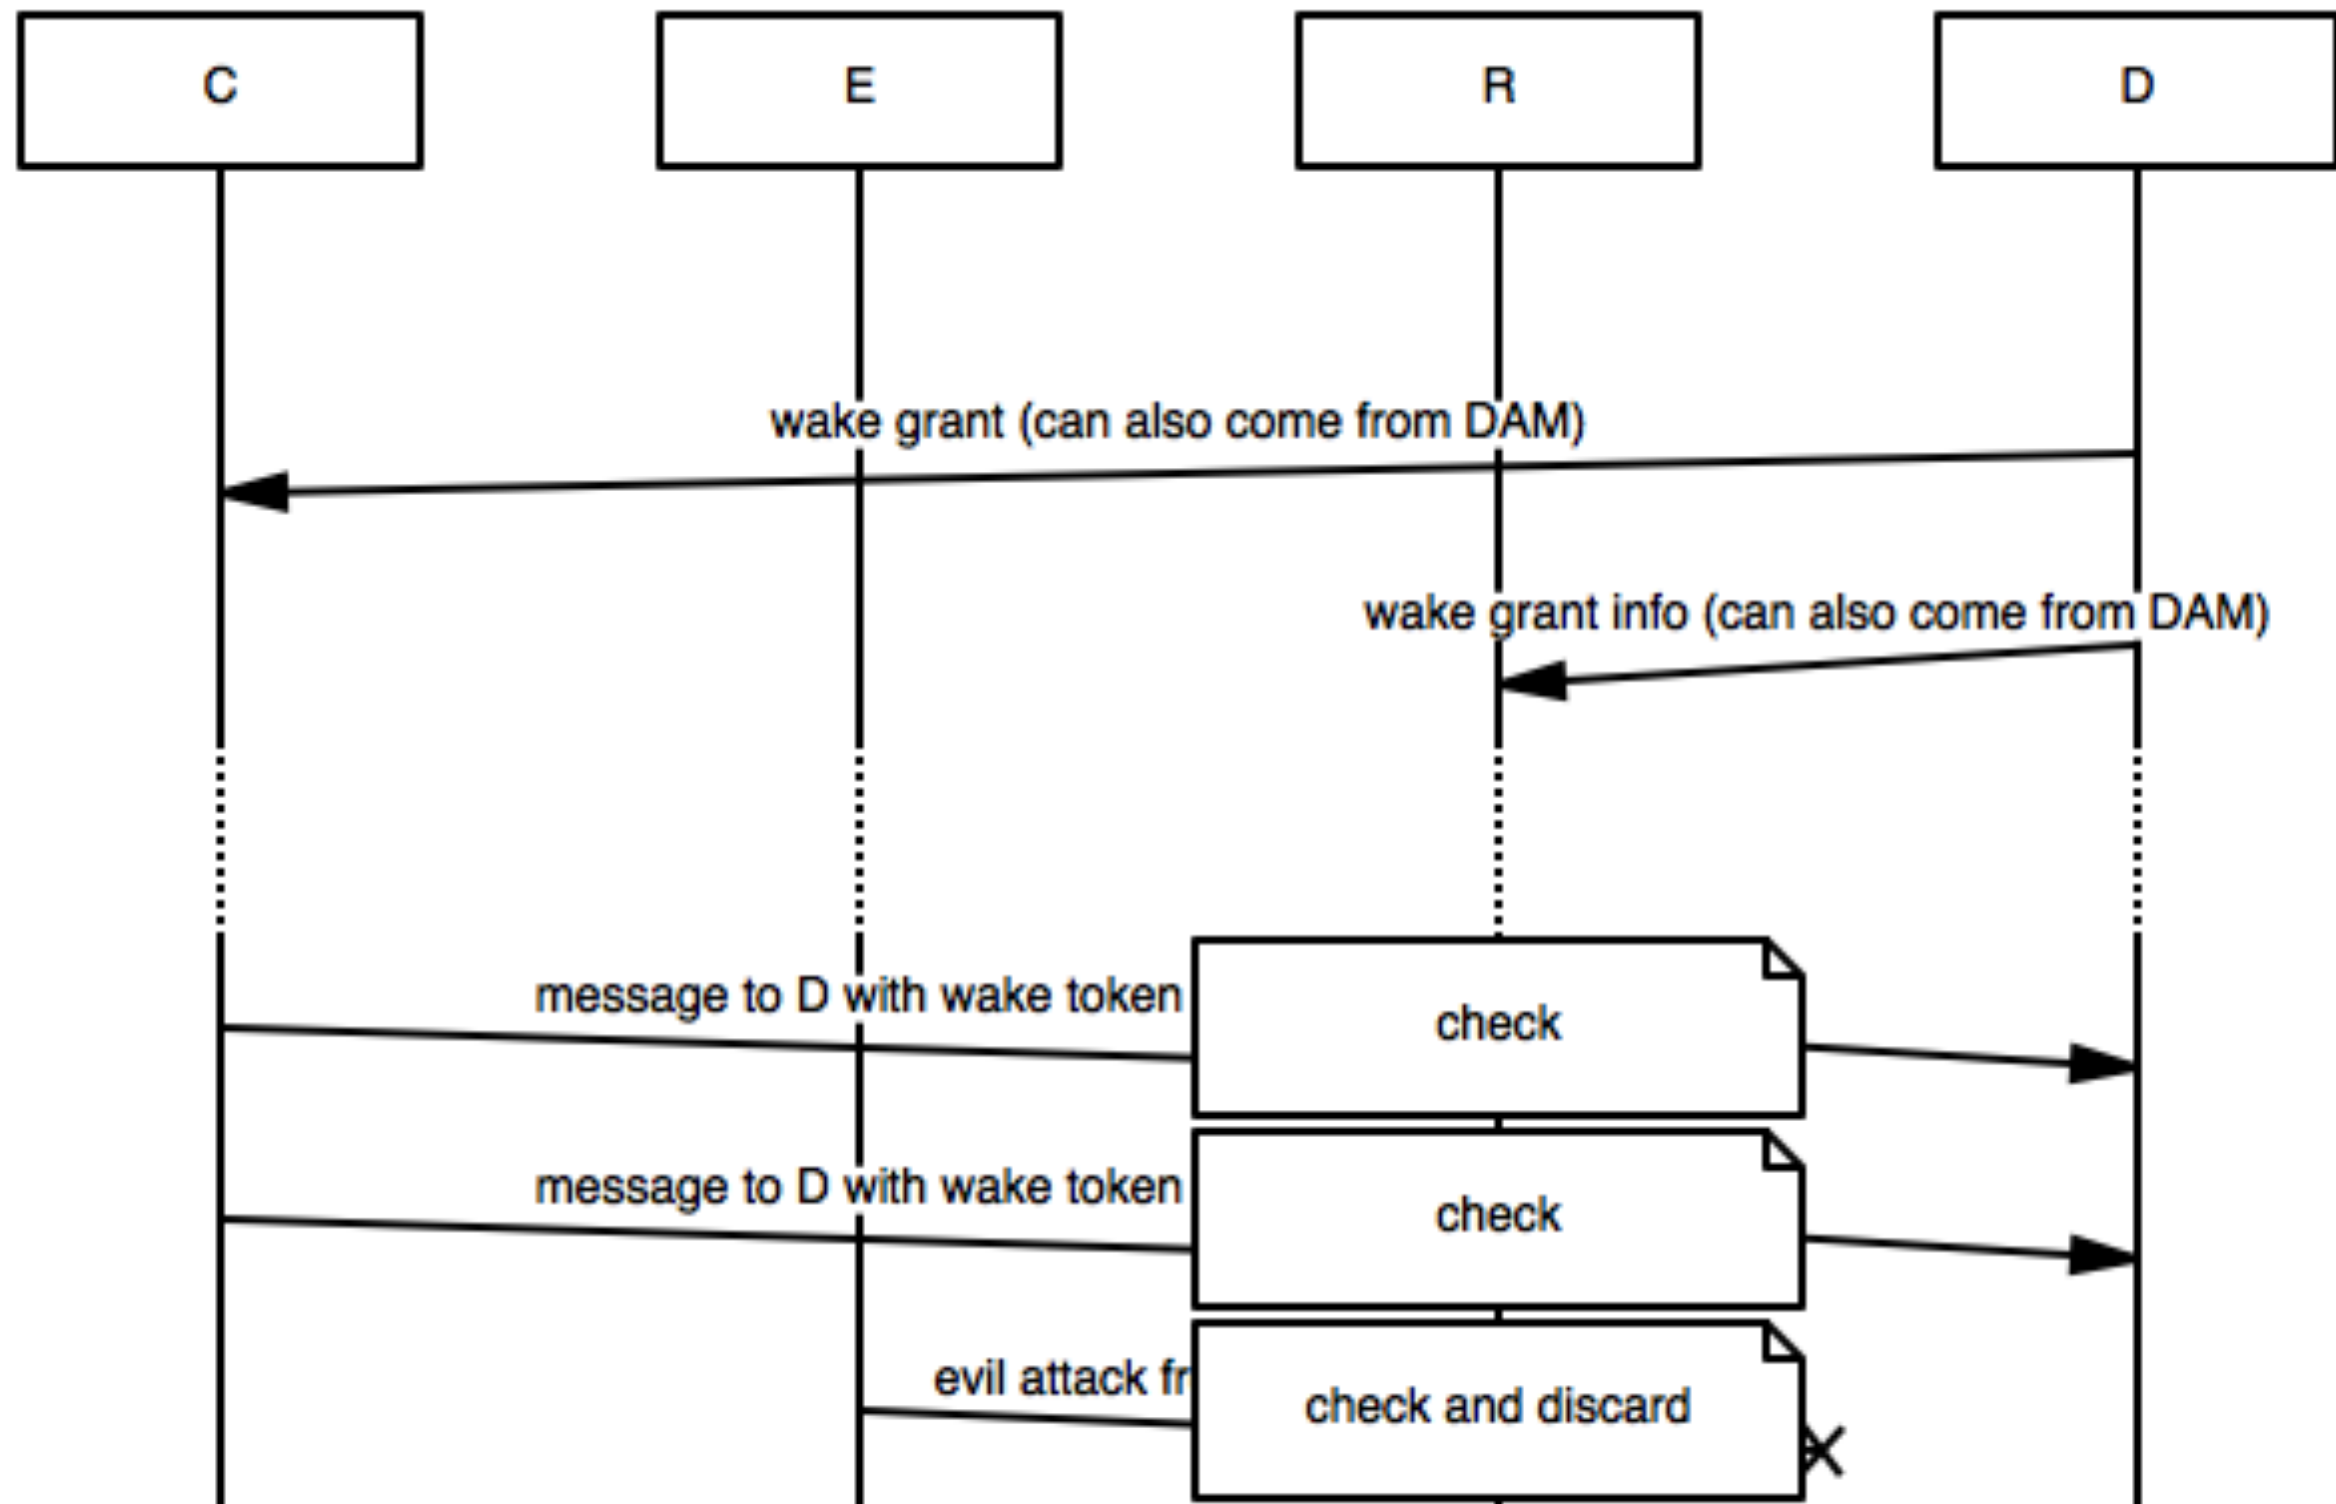 C
E
R
D
wake grant (can also come from DAM)
wake grant info (can also come from DAM)
message to D with wake token
check
message to D with wake token
check
evil attack
check and discard